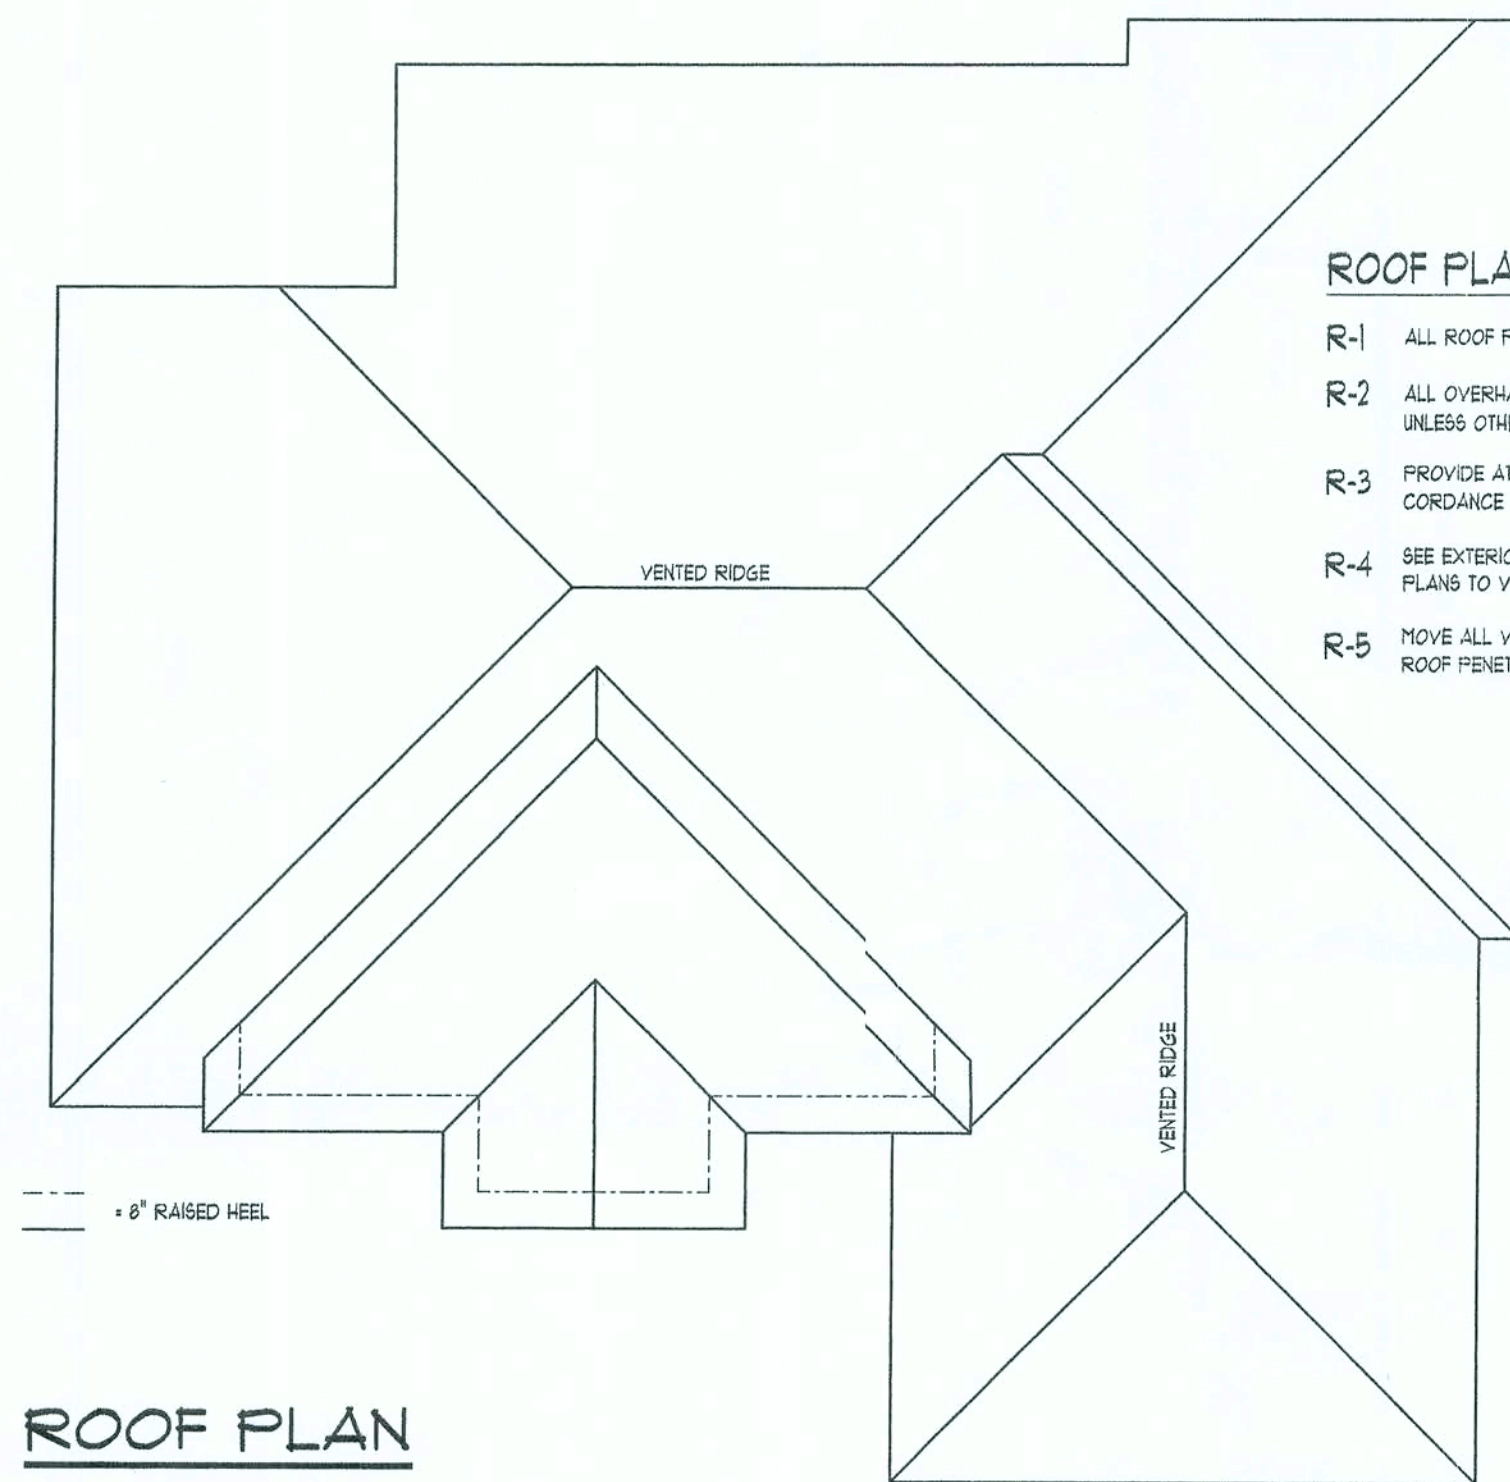 ROOF PLA
R-1 ALL ROOF F
R-2 ALL OVERHA
UNLESS OTH
R-3 PROVIDE AT
CORDANCE
R-4 SEE EXTERIO
PLANS TO V
R-5 MOVE ALL V
ROOF PENET
VENTED RIDGE
VENTED RIDGE
= 8" RAISED HEEL
ROOF PLAN